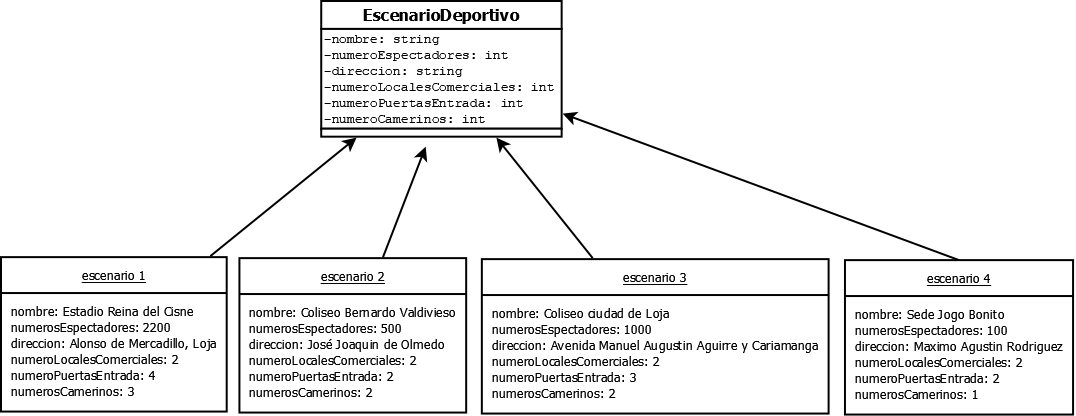 EscenarioDeportivo
-nombre: string
-numeroEspectadores: int
-direccion: string
-numeroLocalesComerciales: int
-numeroPuertasEntrada: int
-numeroCamerinos: int
escenario 1
nombre: Estadio Reina del Cisne
numerosEspectadores: 2200
direccion: Alonso de Mercadillo, Loja
numeroLocalesComerciales: 2
numeroPuertasEntrada: 4
numerosCamerinos: 3
escenario 2
nombre: Coliseo Bernardo Valdivieso
numerosEspectadores: 500
direccion: José Joaquin de Olmedo
numeroLocalesComerciales: 2
numeroPuertasEntrada: 2
numerosCamerinos: 2
escenario 3
nombre: Coliseo ciudad de Loja
numerosEspectadores: 1000
direccion: Avenida Manuel Augustin Aguirre y Cariamanga
numeroLocalesComerciales: 2
numeroPuertasEntrada: 3
numerosCamerinos: 2
escenario 4
nombre: Sede Jogo Bonito
numerosEspectadores: 100
direccion: Maximo Agustin Rodriguez
numeroLocalesComerciales: 2
numeroPuertasEntrada: 2
numerosCamerinos: 1